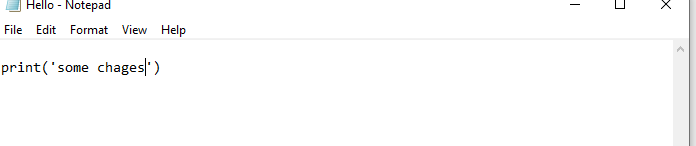 Hello - Notepad
File Edit Format View Help
print('some chages')